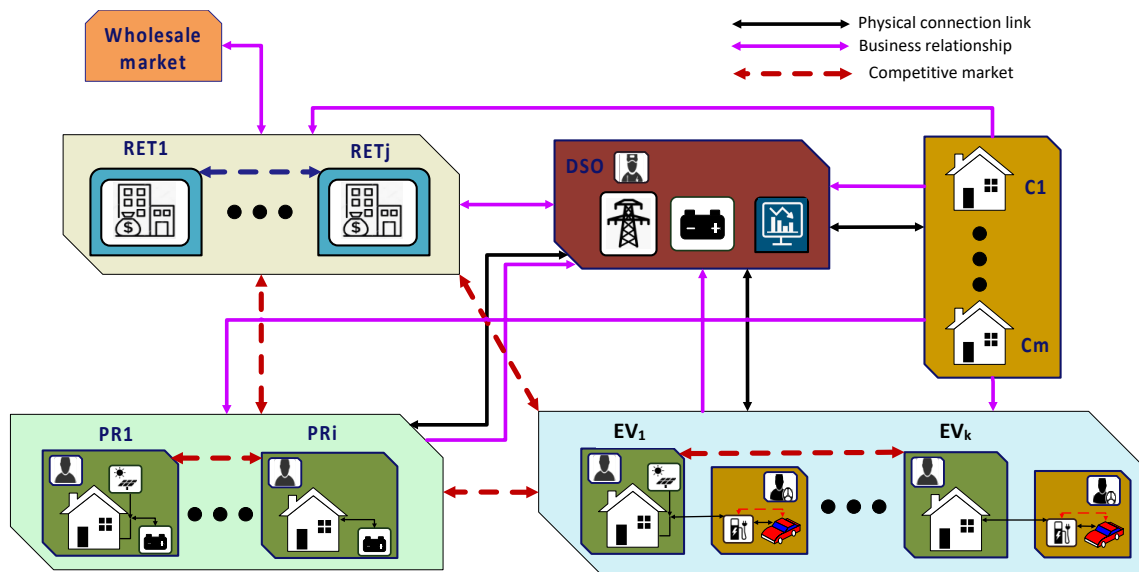 Physical connection link
Business relationship
Competitive market
Wholesale
market
RET1
RETj
$
$
DSO
C1
Cm
PR1
PRi
EV₁
EVₖ